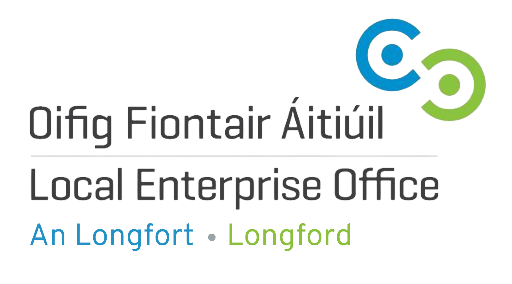 Oifig Fiontair Áitiúil
Local Enterprise Office
An Longfort • Longford